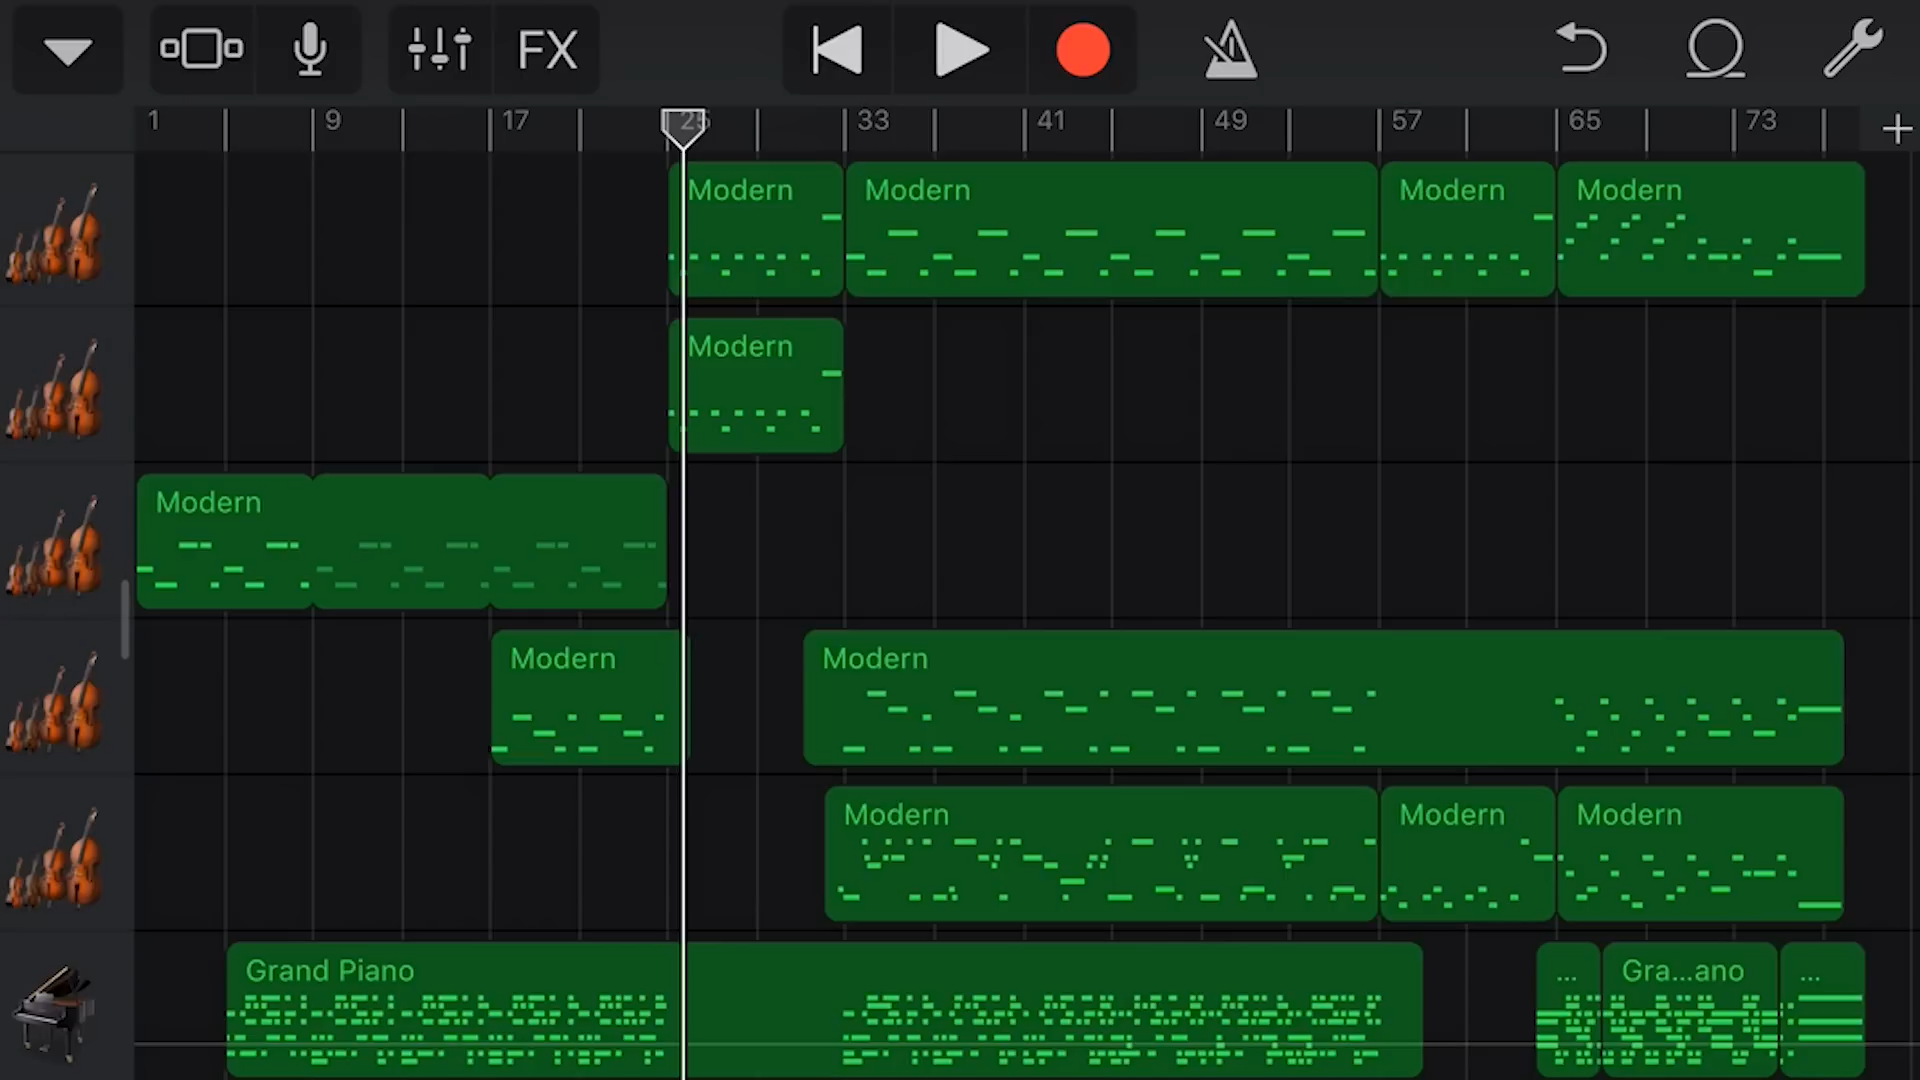 FX
1 9 17 25 33 41 49 57 65 73
Modern Modern Modern Modern
Modern
Modern
Modern Modern
Modern Modern Modern
Grand Piano ... Gra...ano ...